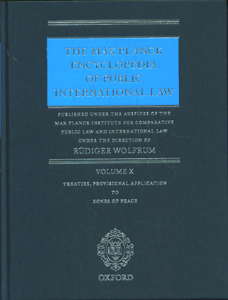 THE MAX PLANCK
ENCYCLOPEDIA
OF PUBLIC
INTERNATIONAL LAW
PUBLISHED UNDER THE AUSPICES OF THE
MAX PLANCK INSTITUTE FOR COMPARATIVE
PUBLIC LAW AND INTERNATIONAL LAW
UNDER THE DIRECTION OF
RÜDIGER WOLFRUM
VOLUME X
TREATIES, PROVISIONAL APPLICATION
TO
ZONES OF PEACE
OXFORD